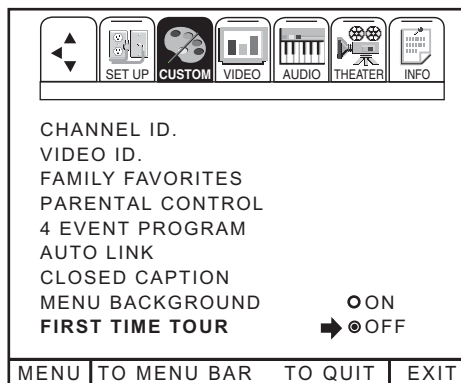 SET UP CUSTOM VIDEO AUDIO THEATER INFO
CHANNEL ID.
VIDEO ID.
FAMILY FAVORITES
PARENTAL CONTROL
4 EVENT PROGRAM
AUTO LINK
CLOSED CAPTION
MENU BACKGROUND ON
FIRST TIME TOUR OFF
MENU TO MENU BAR TO QUIT EXIT